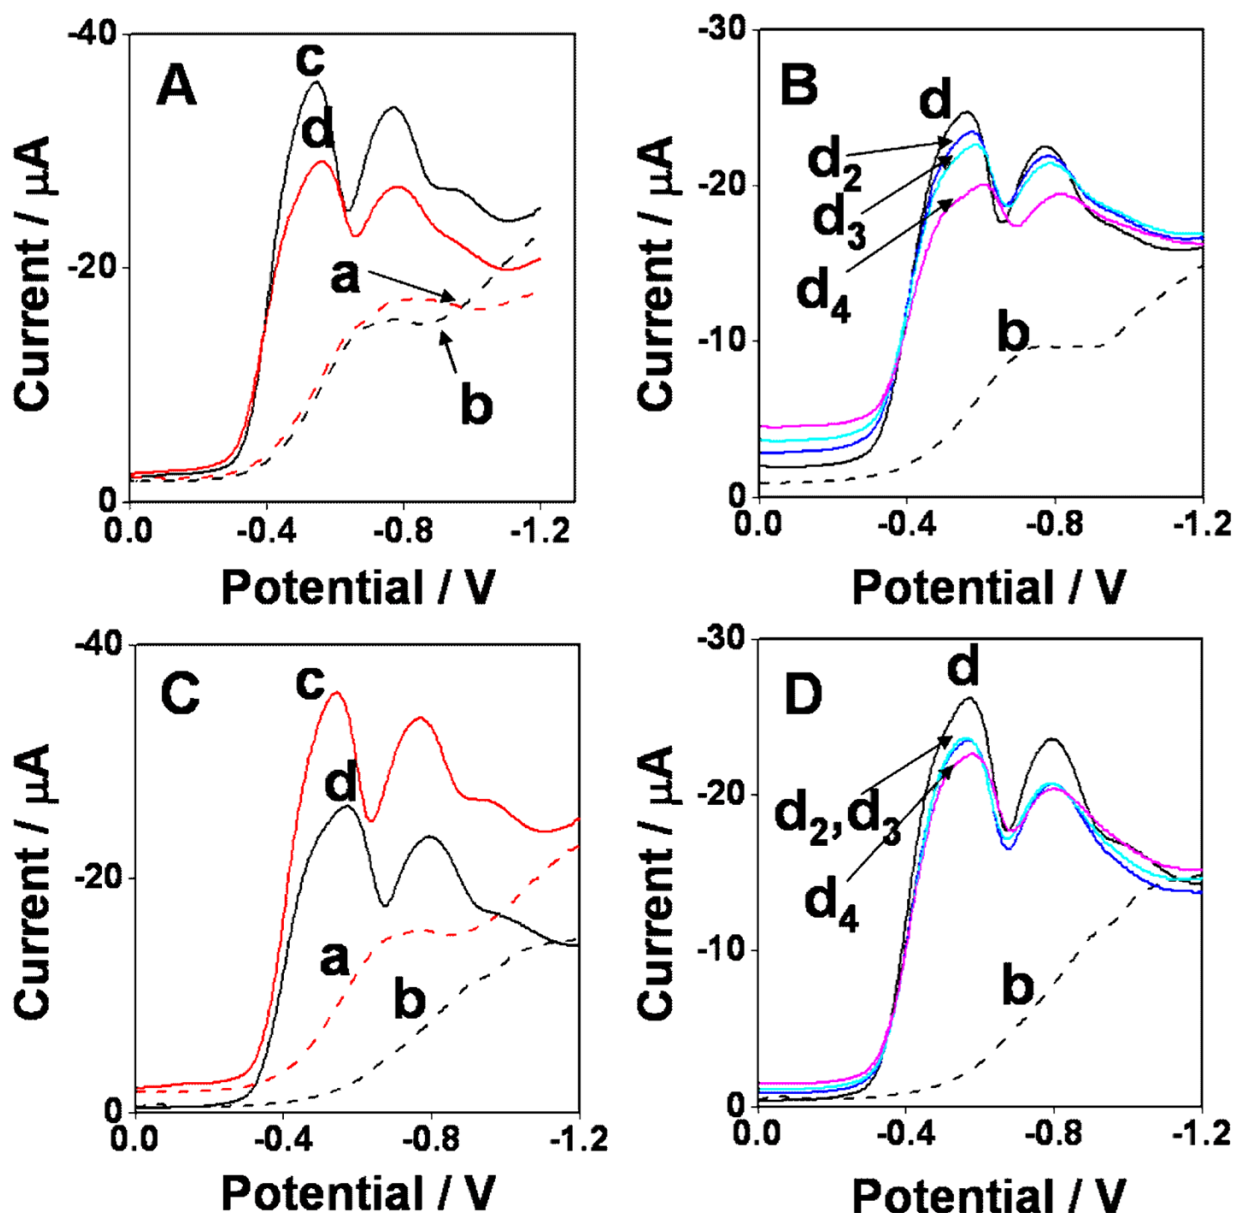 A
-40
-20
0
Current / µA
c
d
a
b
0.0 -0.4 -0.8 -1.2
Potential / V
B
-30
-20
-10
0
Current / µA
d
d2
d3
d4
b
0.0 -0.4 -0.8 -1.2
Potential / V
C
-40
-20
0
Current / µA
c
d
a
b
0.0 -0.4 -0.8 -1.2
Potential / V
D
-30
-20
-10
0
Current / µA
d
d2,d3
d4
b
0.0 -0.4 -0.8 -1.2
Potential / V